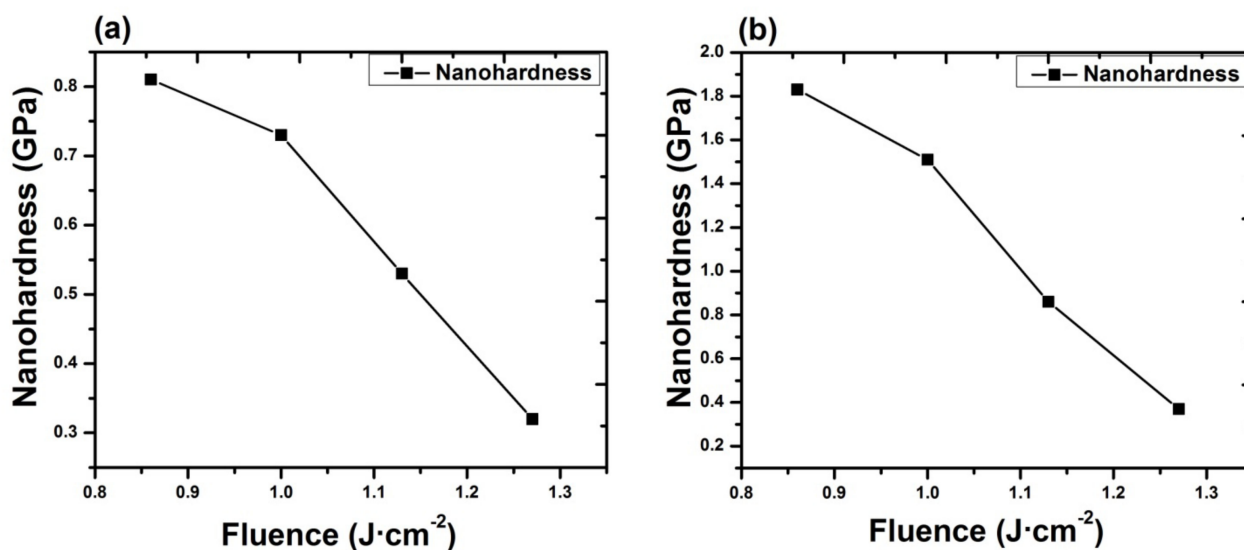 (a)
Nanohardness
0.8
0.7
0.6
0.5
0.4
0.3
Nanohardness (GPa)
0.8 0.9 1.0 1.1 1.2 1.3
Fluence (J·cm-2)
(b)
Nanohardness
2.0
1.8
1.6
1.4
1.2
1.0
0.8
0.6
0.4
0.2
Nanohardness (GPa)
0.8 0.9 1.0 1.1 1.2 1.3
Fluence (J·cm-2)